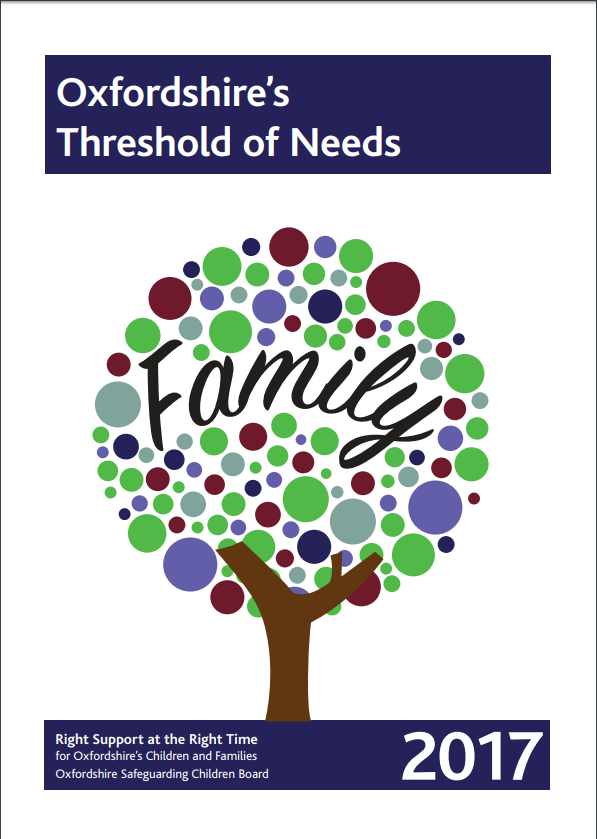 Oxfordshire’s
Threshold of Needs
Family
Right Support at the Right Time
for Oxfordshire’s Children and Families
Oxfordshire Safeguarding Children Board
2017